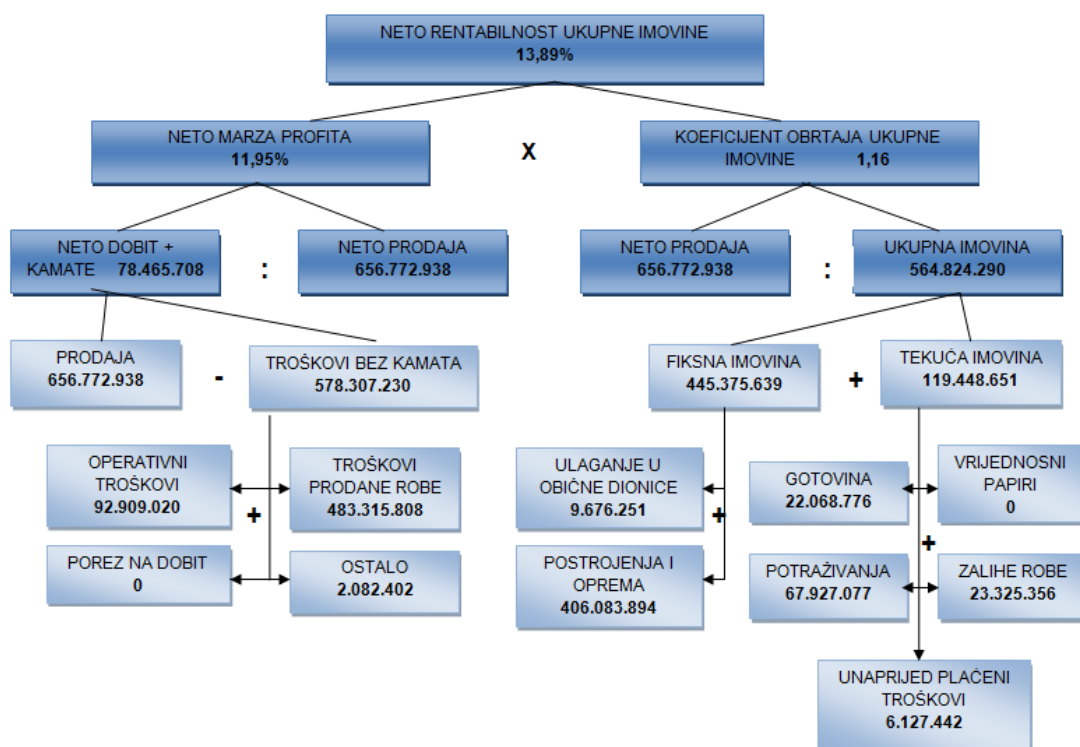 NETO RENTABILNOST UKUPNE IMOVINE
13,89%
NETO MARZA PROFITA
11,95%
X
KOEFICIJENT OBRTAJA UKUPNE
IMOVINE 1,16
NETO DOBIT +
KAMATE 78.465.708
:
NETO PRODAJA
656.772.938
NETO PRODAJA
656.772.938
:
UKUPNA IMOVINA
564.824.290
PRODAJA
656.772.938
-
TROŠKOVI BEZ KAMATA
578.307.230
FIKSNA IMOVINA
445.375.639
+
TEKUĆA IMOVINA
119.448.651
OPERATIVNI
TROŠKOVI
92.909.020
+
TROŠKOVI
PRODANE ROBE
483.315.808
POREZ NA DOBIT
0
OSTALO
2.082.402
ULAGANJE U
OBIČNE DIONICE
9.676.251
+
POSTROJENJA I
OPREMA
406.083.894
GOTOVINA
22.068.776
VRIJEDNOSNI
PAPIRI
0
+
POTRAŽIVANJA
67.927.077
ZALIHE ROBE
23.325.356
UNAPRIJED PLAĆENI
TROŠKOVI
6.127.442